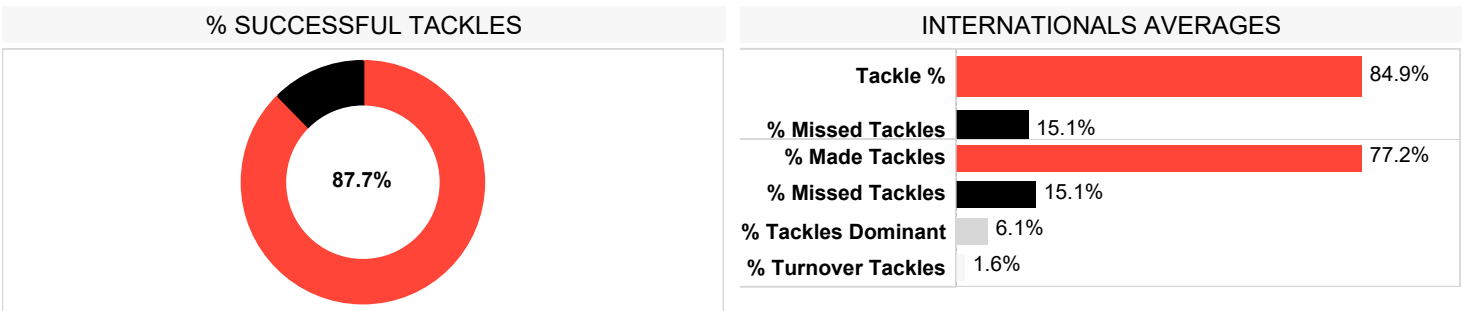 % SUCCESSFUL TACKLES
87.7%
INTERNATIONALS AVERAGES
Tackle % 84.9%
% Missed Tackles 15.1%
% Made Tackles 77.2%
% Missed Tackles 15.1%
% Tackles Dominant 6.1%
% Turnover Tackles 1.6%